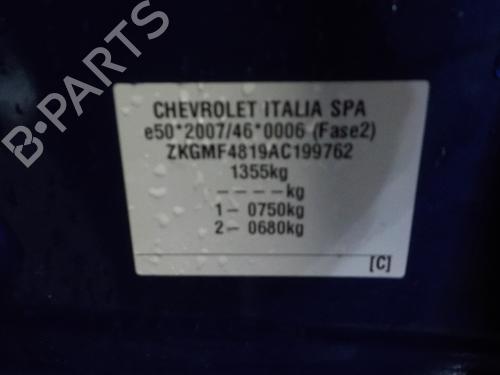 CHEVROLET ITALIA SPA
e50*2007/46*0006 (Fase2)
ZKGMF4819AC199762
1355kg
– – – –kg
1– 0750kg
2– 0680kg
[C]
B-PARTS